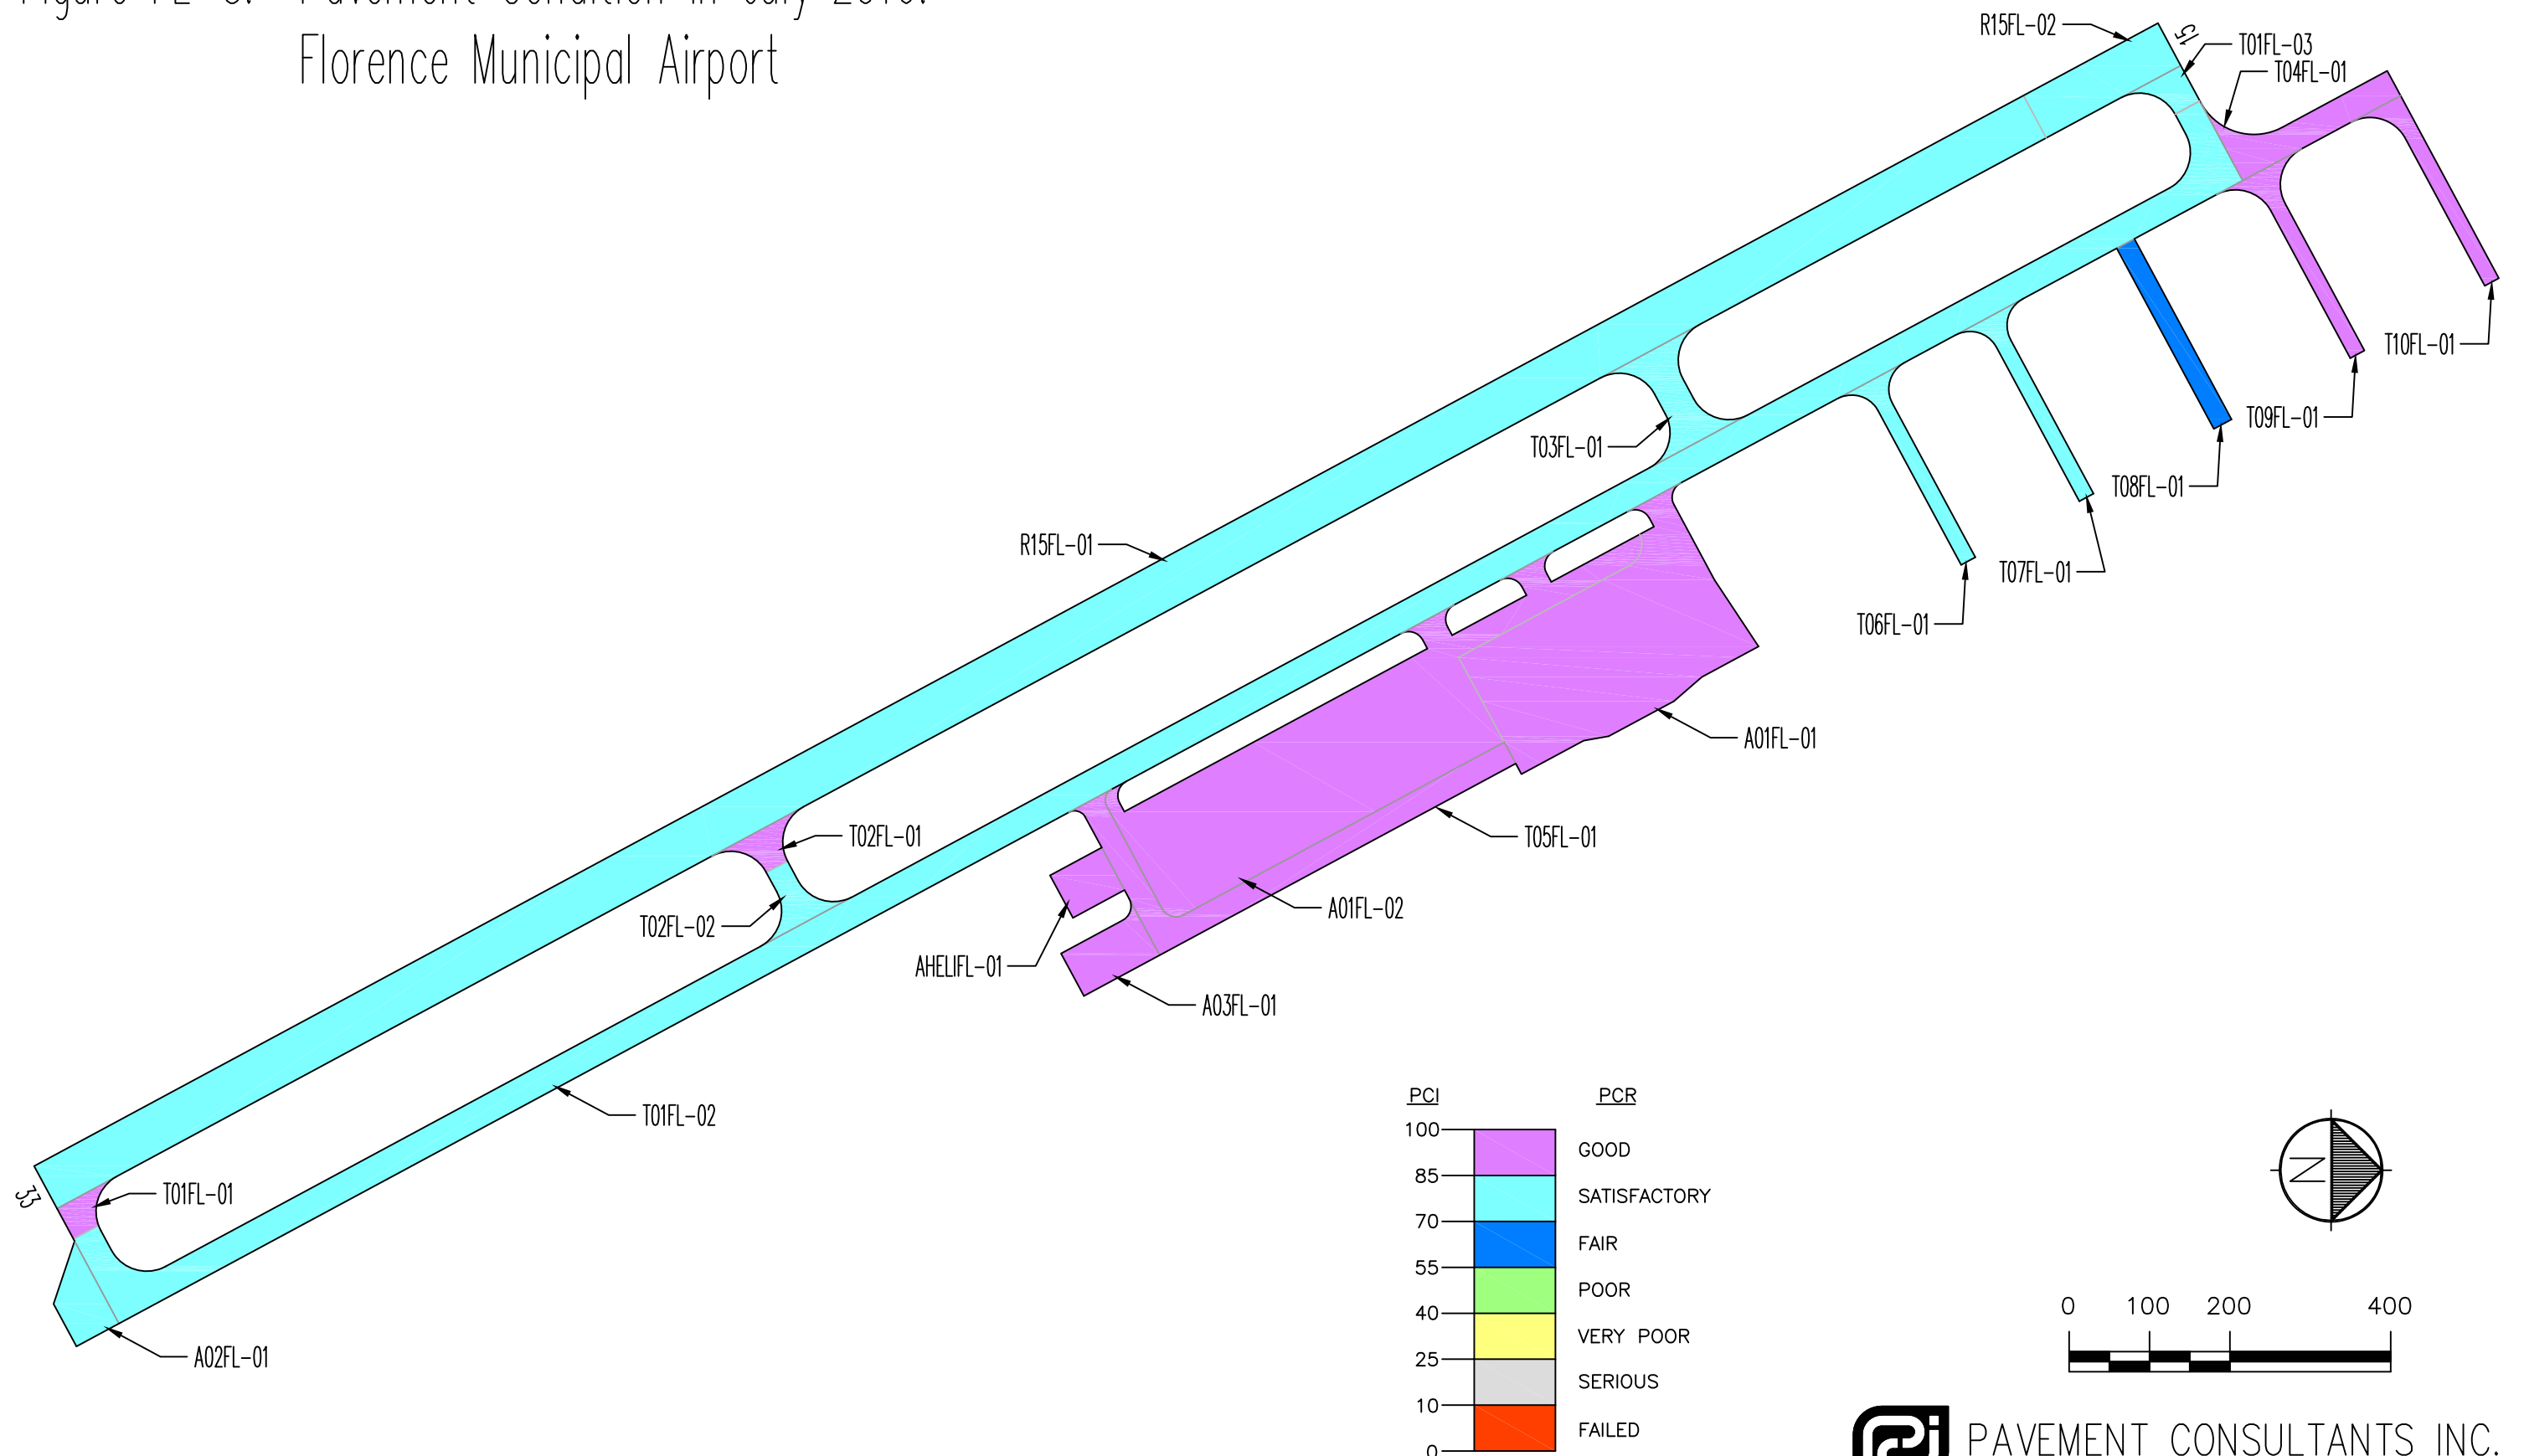 Florence Municipal Airport
R15FL-02
15
T01FL-03
T04FL-01
T10FL-01
T09FL-01
T03FL-01
T08FL-01
R15FL-01
T07FL-01
T06FL-01
A01FL-01
T02FL-01
T05FL-01
A01FL-02
T02FL-02
AHELIFL-01
A03FL-01
T01FL-02
33
T01FL-01
A02FL-01
PCI PCR
100
GOOD
85
SATISFACTORY
70
FAIR
55
POOR
40
VERY POOR
25
SERIOUS
10
FAILED
0
N
0 100 200 400
PAVEMENT CONSULTANTS INC.